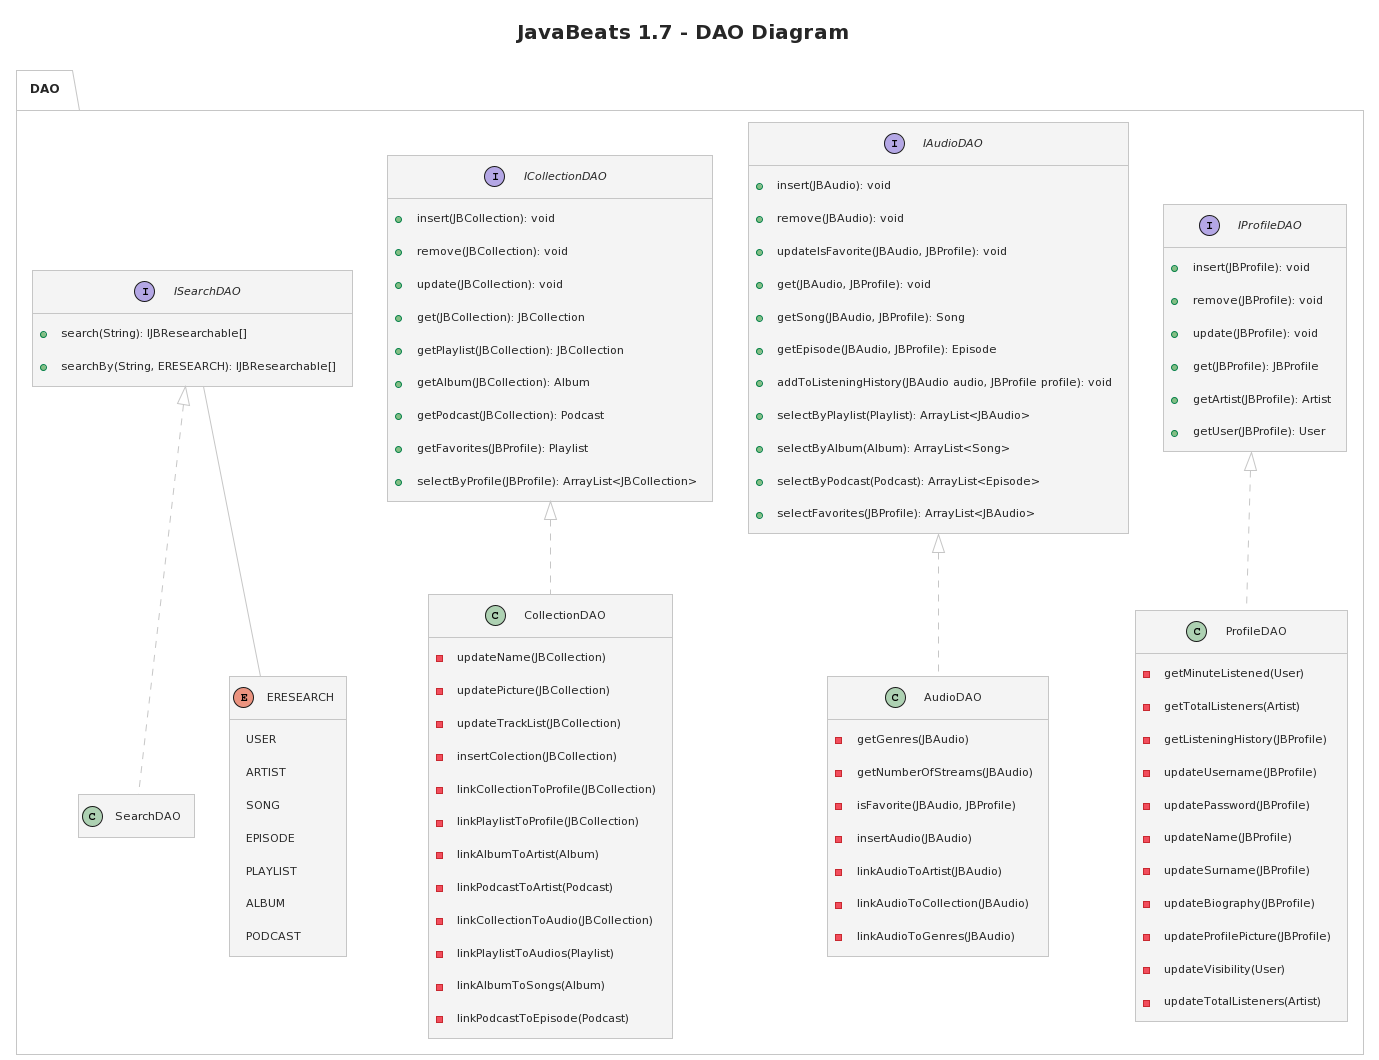 JavaBeats 1.7 - DAO Diagram
DAO
I ISearchDAO
search(String): IJBResearchable[]
searchBy(String, ERESEARCH): IJBResearchable[]
I ICollectionDAO
insert(JBCollection): void
remove(JBCollection): void
update(JBCollection): void
get(JBCollection): JBCollection
getPlaylist(JBCollection): JBCollection
getAlbum(JBCollection): Album
getPodcast(JBCollection): Podcast
getFavorites(JBProfile): Playlist
selectByProfile(JBProfile): ArrayList<JBCollection>
I IAudioDAO
insert(JBAudio): void
remove(JBAudio): void
updateIsFavorite(JBAudio, JBProfile): void
get(JBAudio, JBProfile): void
getSong(JBAudio, JBProfile): Song
getEpisode(JBAudio, JBProfile): Episode
addToListeningHistory(JBAudio audio, JBProfile profile): void
selectByPlaylist(Playlist): ArrayList<JBAudio>
selectByAlbum(Album): ArrayList<Song>
selectByPodcast(Podcast): ArrayList<Episode>
selectFavorites(JBProfile): ArrayList<JBAudio>
I IProfileDAO
insert(JBProfile): void
remove(JBProfile): void
update(JBProfile): void
get(JBProfile): JBProfile
getArtist(JBProfile): Artist
getUser(JBProfile): User
C SearchDAO
E ERESEARCH
USER
ARTIST
SONG
EPISODE
PLAYLIST
ALBUM
PODCAST
C CollectionDAO
updateName(JBCollection)
updatePicture(JBCollection)
updateTrackList(JBCollection)
insertColection(JBCollection)
linkCollectionToProfile(JBCollection)
linkPlaylistToProfile(JBCollection)
linkAlbumToArtist(Album)
linkPodcastToArtist(Podcast)
linkCollectionToAudio(JBCollection)
linkPlaylistToAudios(Playlist)
linkAlbumToSongs(Album)
linkPodcastToEpisode(Podcast)
C AudioDAO
getGenres(JBAudio)
getNumberOfStreams(JBAudio)
isFavorite(JBAudio, JBProfile)
insertAudio(JBAudio)
linkAudioToArtist(JBAudio)
linkAudioToCollection(JBAudio)
linkAudioToGenres(JBAudio)
C ProfileDAO
getMinuteListened(User)
getTotalListeners(Artist)
getListeningHistory(JBProfile)
updateUsername(JBProfile)
updatePassword(JBProfile)
updateName(JBProfile)
updateSurname(JBProfile)
updateBiography(JBProfile)
updateProfilePicture(JBProfile)
updateVisibility(User)
updateTotalListeners(Artist)